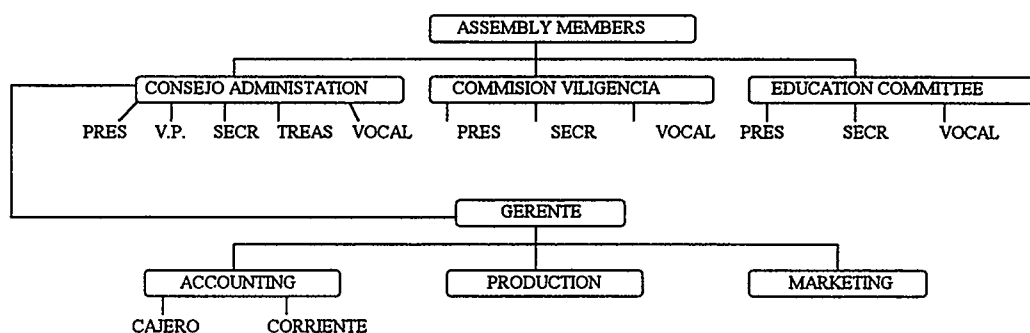 ASSEMBLY MEMBERS
CONSEJO ADMINISTATION COMMISION VILIGENCIA EDUCATION COMMITTEE
PRES V.P. SECR TREAS VOCAL PRES SECR VOCAL PRES SECR VOCAL
GERENTE
ACCOUNTING PRODUCTION MARKETING
CAJERO CORRIENTE